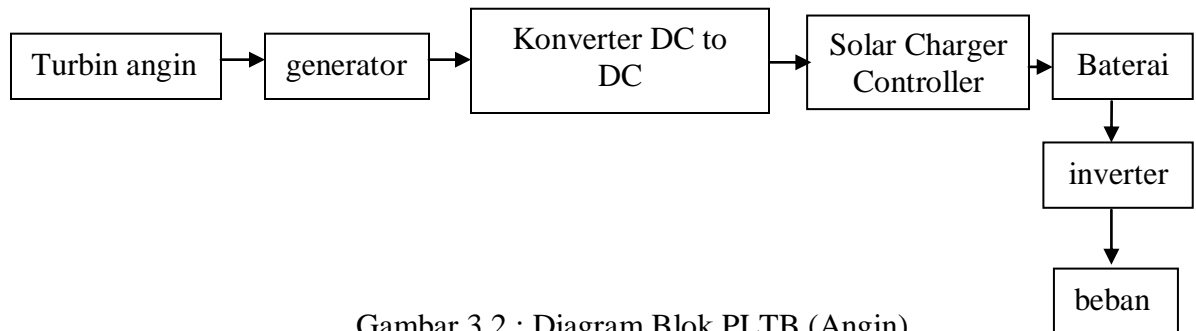 Turbin angin
generator
Konverter DC to
DC
Solar Charger
Controller
Baterai
inverter
beban
Gambar 3.2 : Diagram Blok PLTB (Angin)